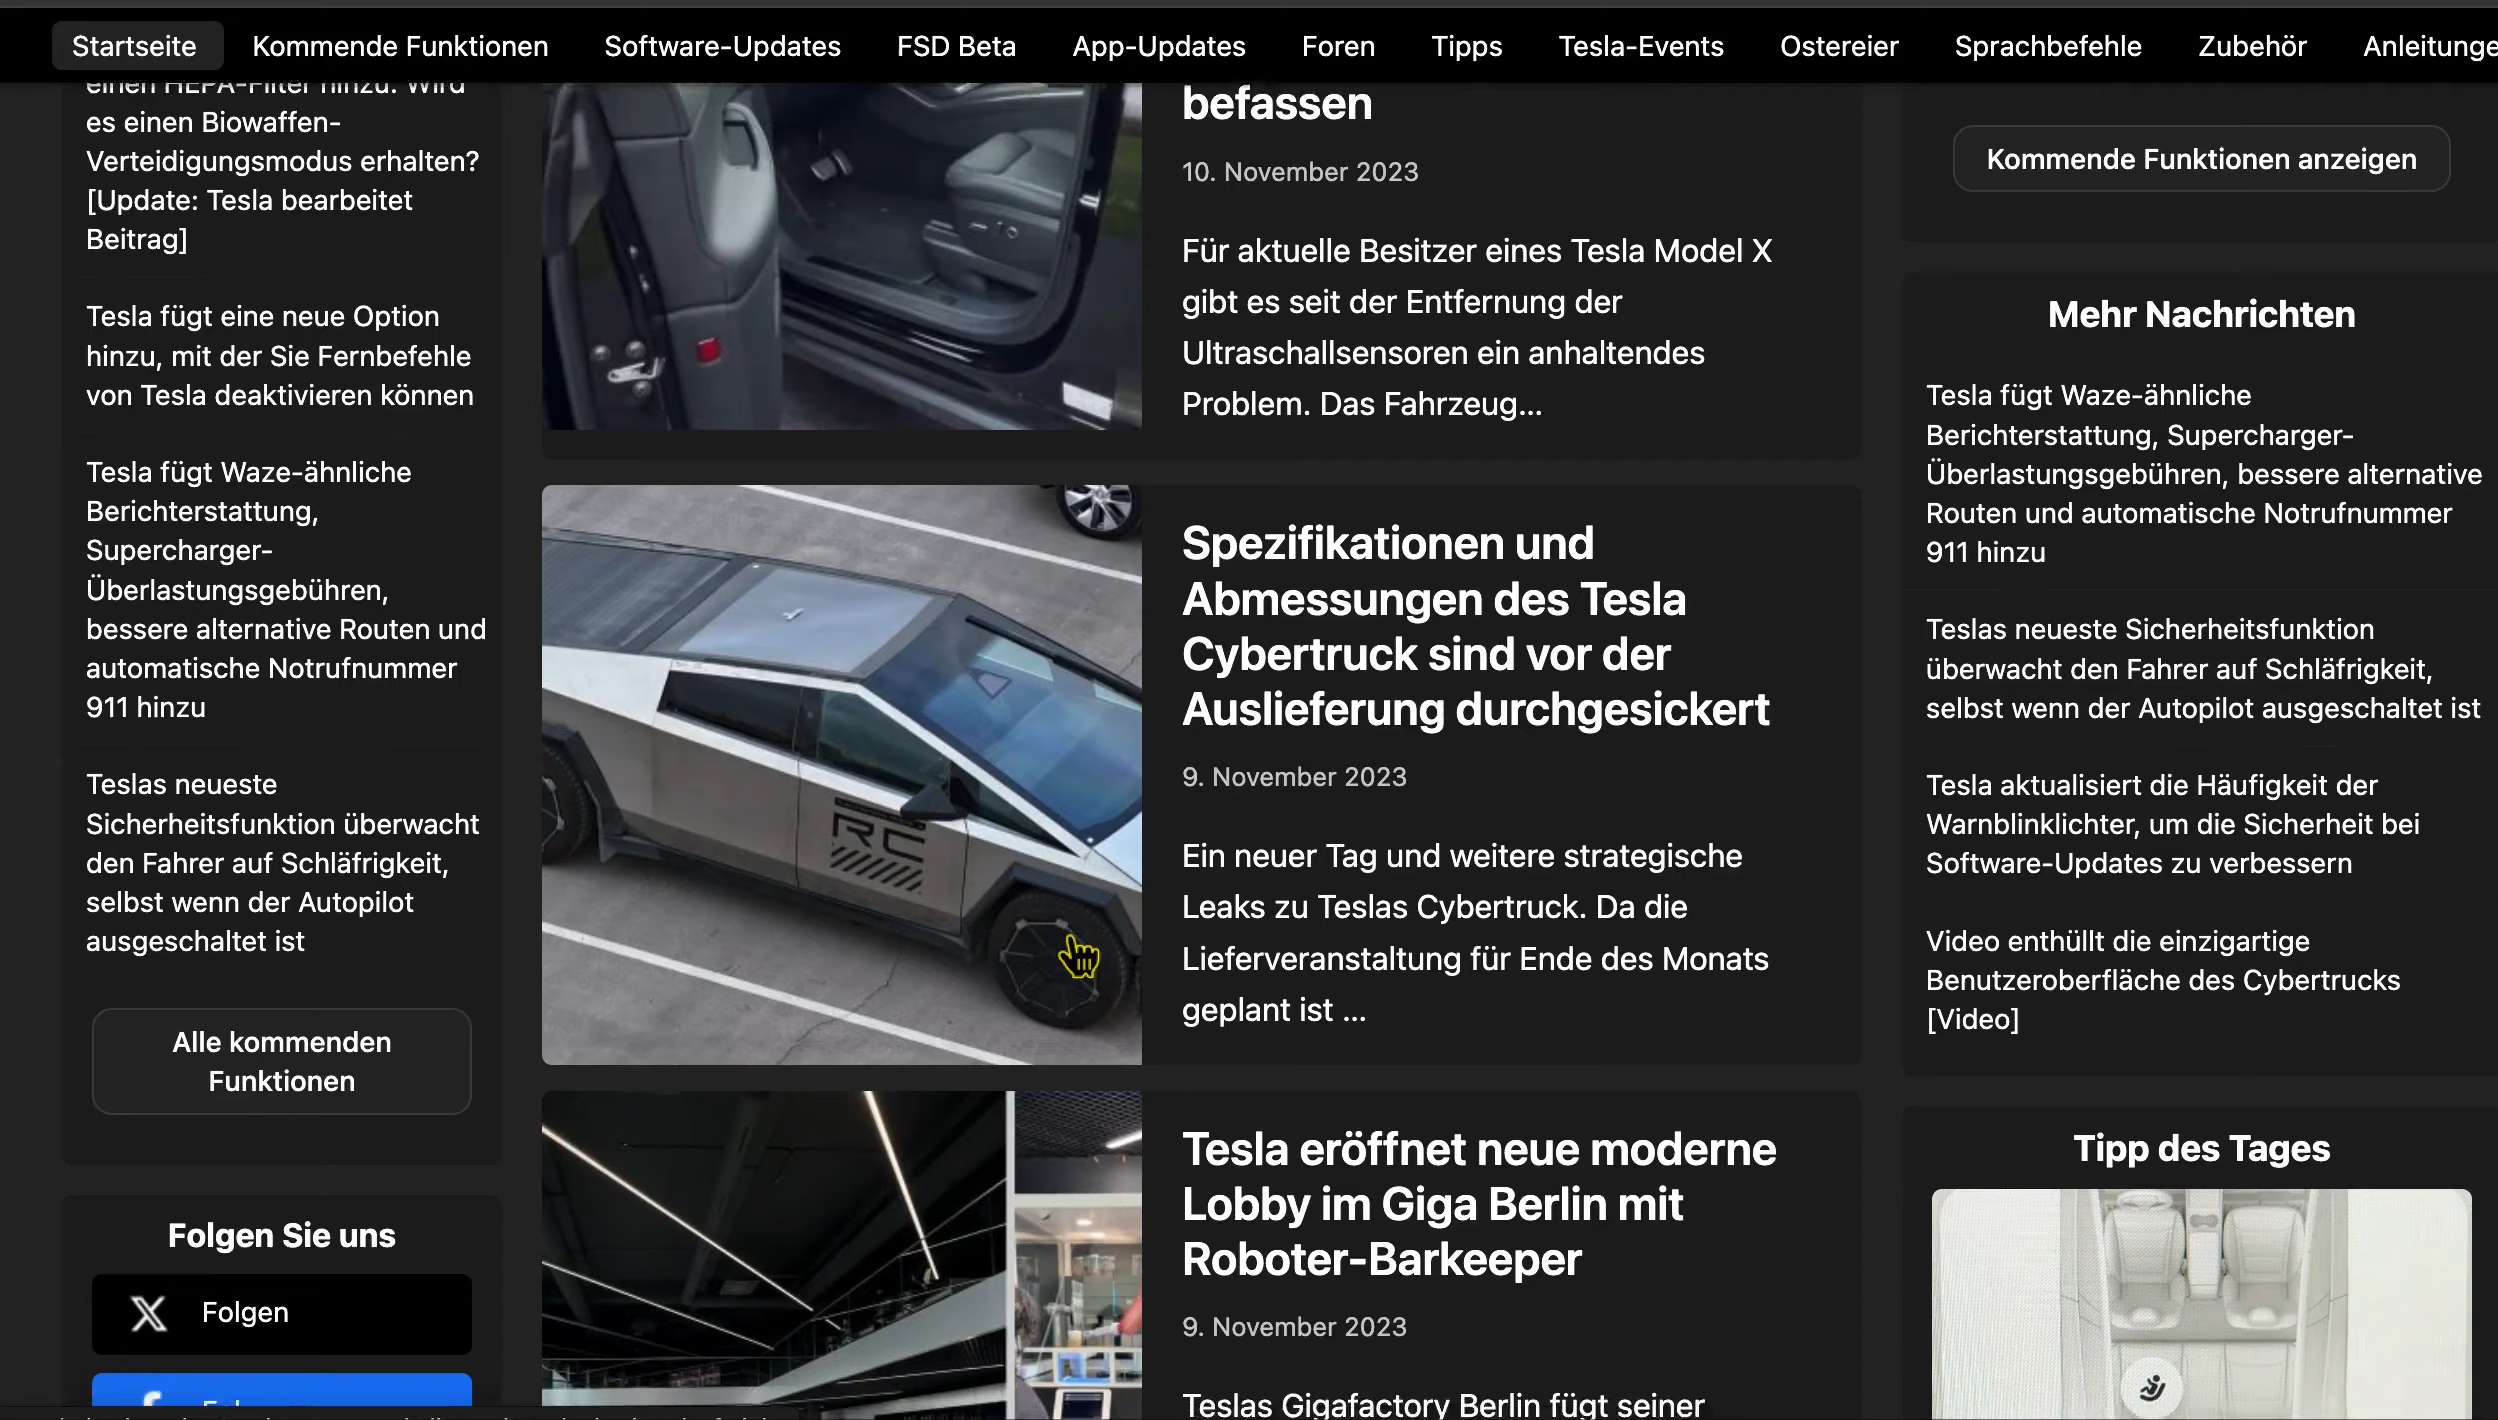 Startseite
Kommende Funktionen
Software-Updates
FSD Beta
App-Updates
Foren
Tipps
Tesla-Events
Ostereier
Sprachbefehle
Zubehör
einen HEPA-Filter hinzu. Wird
es einen Biowaffen-
Verteidigungsmodus erhalten?
[Update: Tesla bearbeitet
Beitrag]
Tesla fügt eine neue Option
hinzu, mit der Sie Fernbefehle
von Tesla deaktivieren können
Tesla fügt Waze-ähnliche
Berichterstattung,
Supercharger-
Überlastungsgebühren,
bessere alternative Routen und
automatische Notrufnummer
911 hinzu
Teslas neueste
Sicherheitsfunktion überwacht
den Fahrer auf Schläfrigkeit,
selbst wenn der Autopilot
ausgeschaltet ist
Alle kommenden
Funktionen
Folgen Sie uns
Folgen
befassen
10. November 2023
Für aktuelle Besitzer eines Tesla Model X
gibt es seit der Entfernung der
Ultraschallsensoren ein anhaltendes
Problem. Das Fahrzeug...
RC
Spezifikationen und
Abmessungen des Tesla
Cybertruck sind vor der
Auslieferung durchgesickert
9. November 2023
Ein neuer Tag und weitere strategische
Leaks zu Teslas Cybertruck. Da die
Lieferveranstaltung für Ende des Monats
geplant ist ...
Tesla eröffnet neue moderne
Lobby im Giga Berlin mit
Roboter-Barkeeper
9. November 2023
Teslas Gigafactory Berlin fügt seiner
Kommende Funktionen anzeigen
Mehr Nachrichten
Tesla fügt Waze-ähnliche
Berichterstattung, Supercharger-
Überlastungsgebühren, bessere alternative
Routen und automatische Notrufnummer
911 hinzu
Teslas neueste Sicherheitsfunktion
überwacht den Fahrer auf Schläfrigkeit,
selbst wenn der Autopilot ausgeschaltet ist
Tesla aktualisiert die Häufigkeit der
Warnblinklichter, um die Sicherheit bei
Software-Updates zu verbessern
Video enthüllt die einzigartige
Benutzeroberfläche des Cybertrucks
[Video]
Tipp des Tages